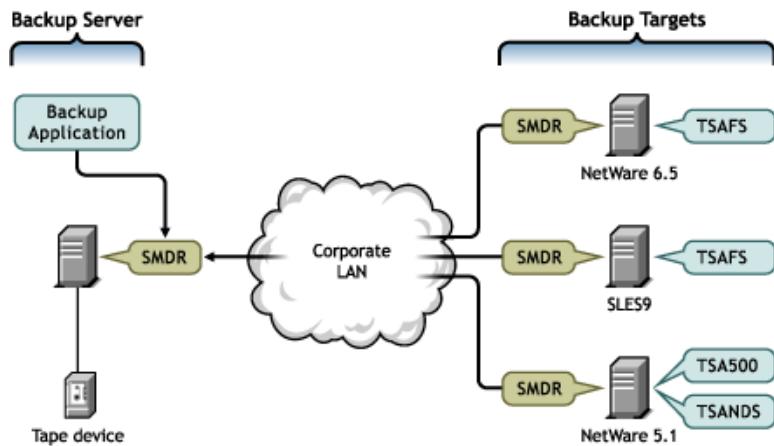 Backup Server
Backup Targets
Backup
Application
SMDR
Tape device
Corporate
LAN
SMDR
TSAFS
NetWare 6.5
SMDR
TSAFS
SLES9
SMDR
TSA500
TSANDS
NetWare 5.1